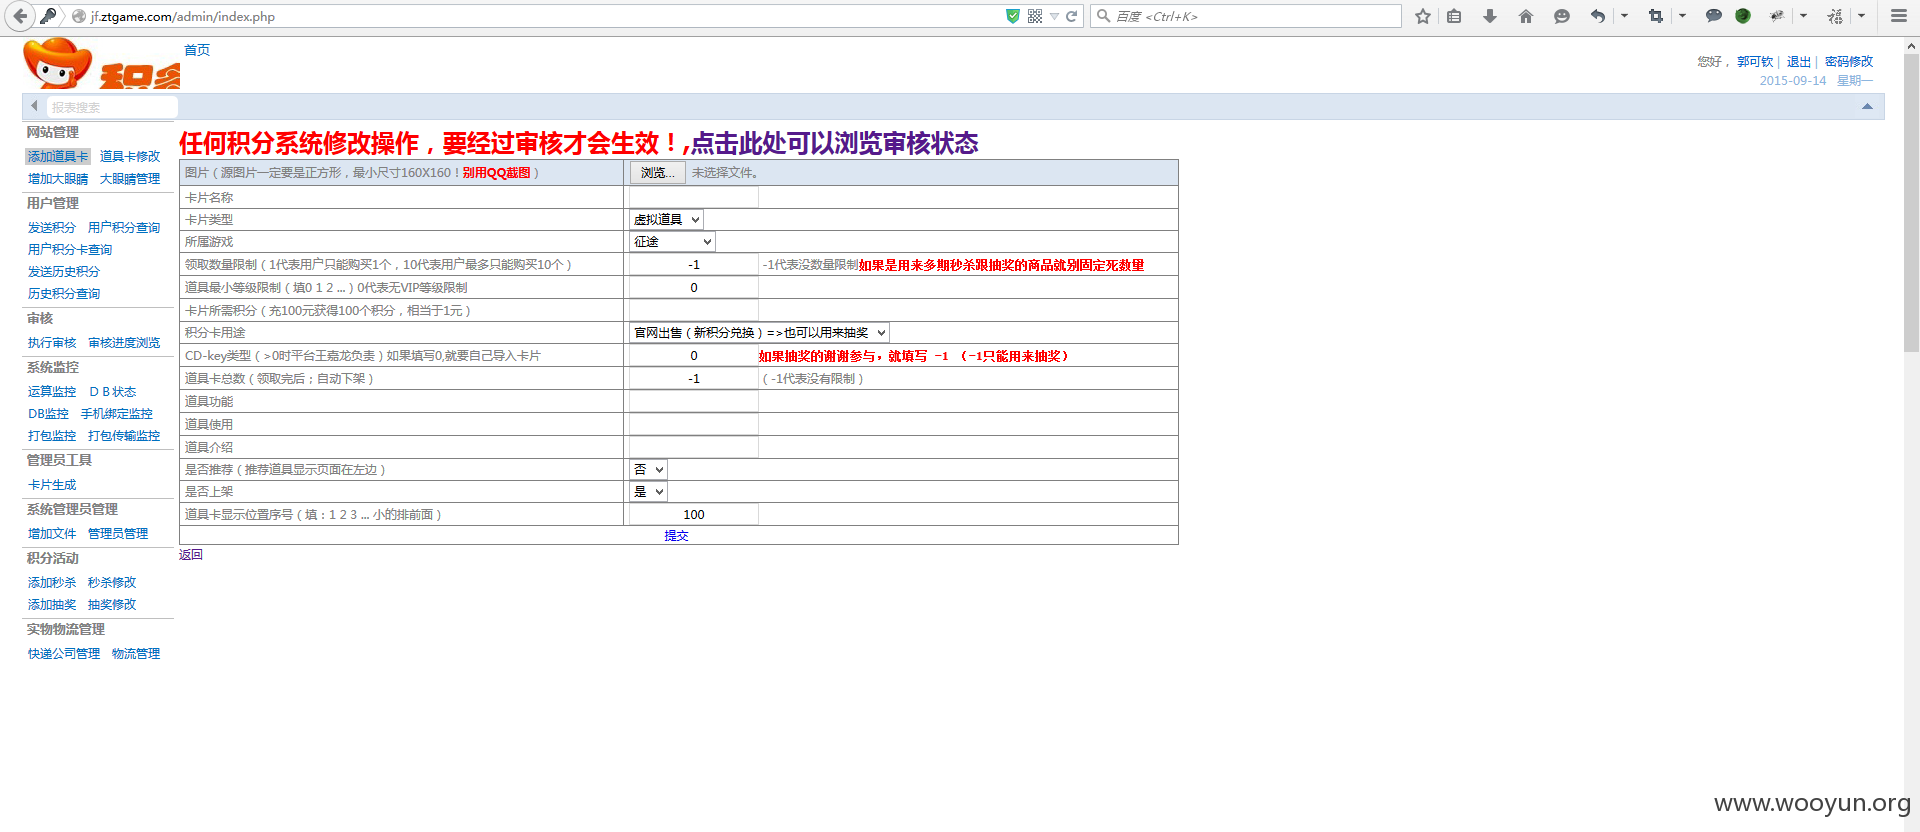 jf.ztgame.com/admin/index.php
百度 <Ctrl+K>
积
首页
您好，郭可钦 | 退出 | 密码修改
2015-09-14 星期一
报表搜索
网站管理
添加道具卡 道具卡修改
增加大眼睛 大眼睛管理
用户管理
发送积分 用户积分查询
用户积分卡查询
发送历史积分
历史积分查询
审核
执行审核 审核进度浏览
系统监控
运算监控 ＤＢ状态
DB监控 手机绑定监控
打包监控 打包传输监控
管理员工具
卡片生成
系统管理员管理
增加文件 管理员管理
积分活动
添加秒杀 秒杀修改
添加抽奖 抽奖修改
实物物流管理
快递公司管理 物流管理
任何积分系统修改操作，要经过审核才会生效！,点击此处可以浏览审核状态
图片（源图片一定要是正方形，最小尺寸160X160！别用QQ截图） 浏览... 未选择文件。
卡片名称
卡片类型 虚拟道具
所属游戏 征途
领取数量限制（1代表用户只能购买1个，10代表用户最多只能购买10个） -1 -1代表没数量限制如果是用来多期秒杀跟抽奖的商品就别固定死数量
道具最小等级限制（填0 1 2 ...）0代表无VIP等级限制 0
卡片所需积分（充100元获得100个积分，相当于1元）
积分卡用途 官网出售（新积分兑换）=>也可以用来抽奖
CD-key类型（>0时平台王嘉龙负责）如果填写0,就要自己导入卡片 0 如果抽奖的谢谢参与，就填写 -1 （-1只能用来抽奖）
道具卡总数（领取完后；自动下架） -1 （-1代表没有限制）
道具功能
道具使用
道具介绍
是否推荐（推荐道具显示页面在左边） 否
是否上架 是
道具卡显示位置序号（填：1 2 3 ... 小的排前面） 100
提交
返回
www.wooyun.org